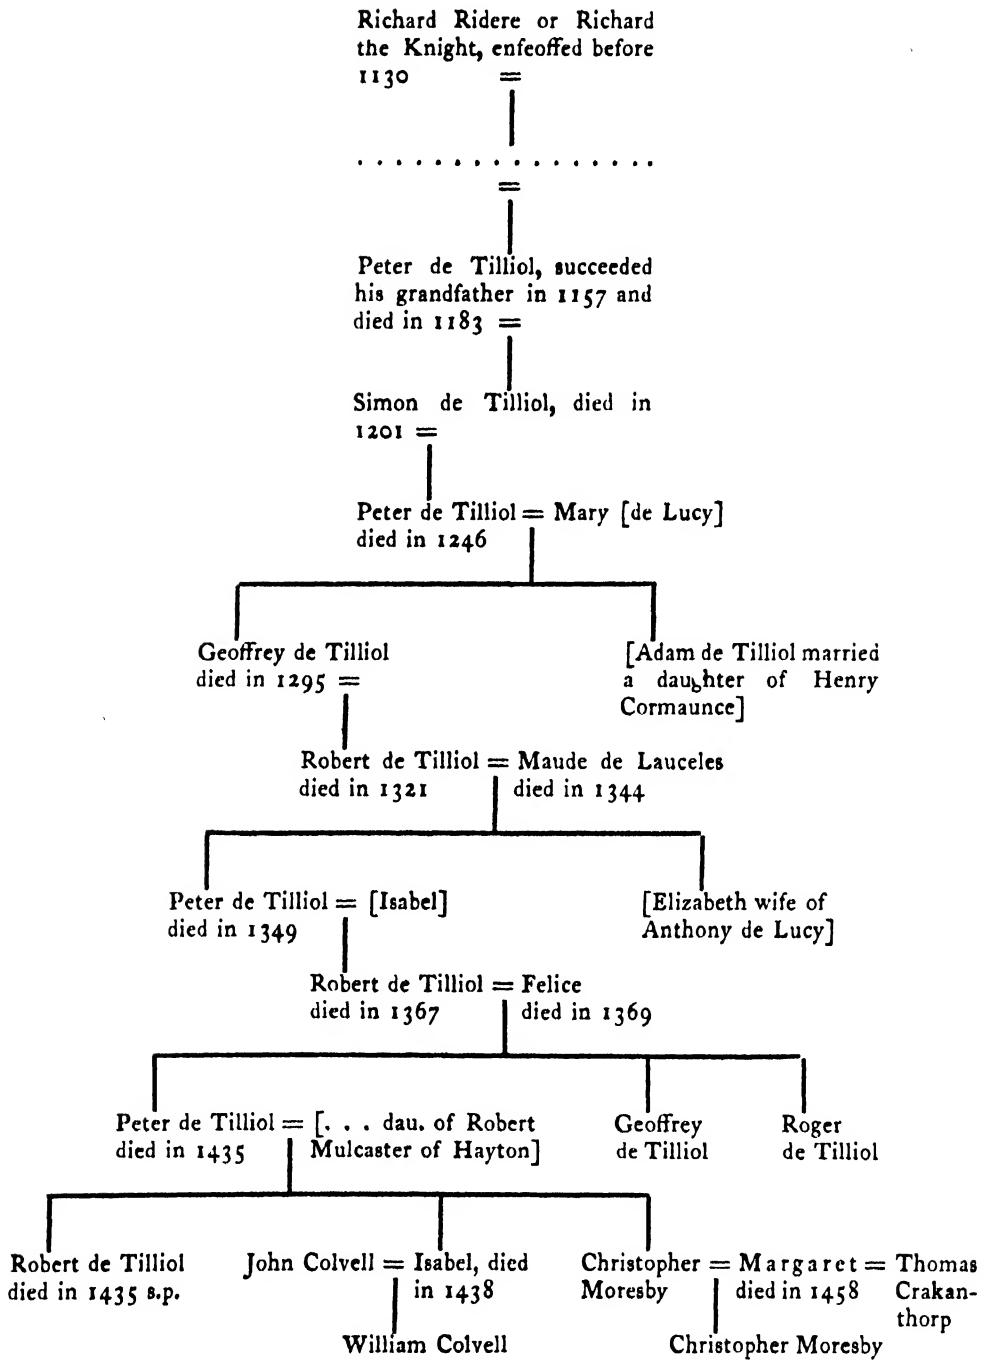 Richard Ridere or Richard
the Knight, enfeoffed before
1130 =
. . . . . . . . . . . . . . . .
=
Peter de Tilliol, succeeded
his grandfather in 1157 and
died in 1183 =
Simon de Tilliol, died in
1201 =
Peter de Tilliol = Mary [de Lucy]
died in 1246
Geoffrey de Tilliol
died in 1295 =
[Adam de Tilliol married
a daughter of Henry
Cormaunce]
Robert de Tilliol = Maude de Lauceles
died in 1321 died in 1344
Peter de Tilliol = [Isabel]
died in 1349
[Elizabeth wife of
Anthony de Lucy]
Robert de Tilliol = Felice
died in 1367 died in 1369
Peter de Tilliol = [. . . dau. of Robert
died in 1435 Mulcaster of Hayton]
Geoffrey
de Tilliol
Roger
de Tilliol
Robert de Tilliol
died in 1435 s.p.
John Colvell = Isabel, died
in 1438
William Colvell
Christopher = Margaret = Thomas
Moresby died in 1458 Crakan-
thorp
Christopher Moresby